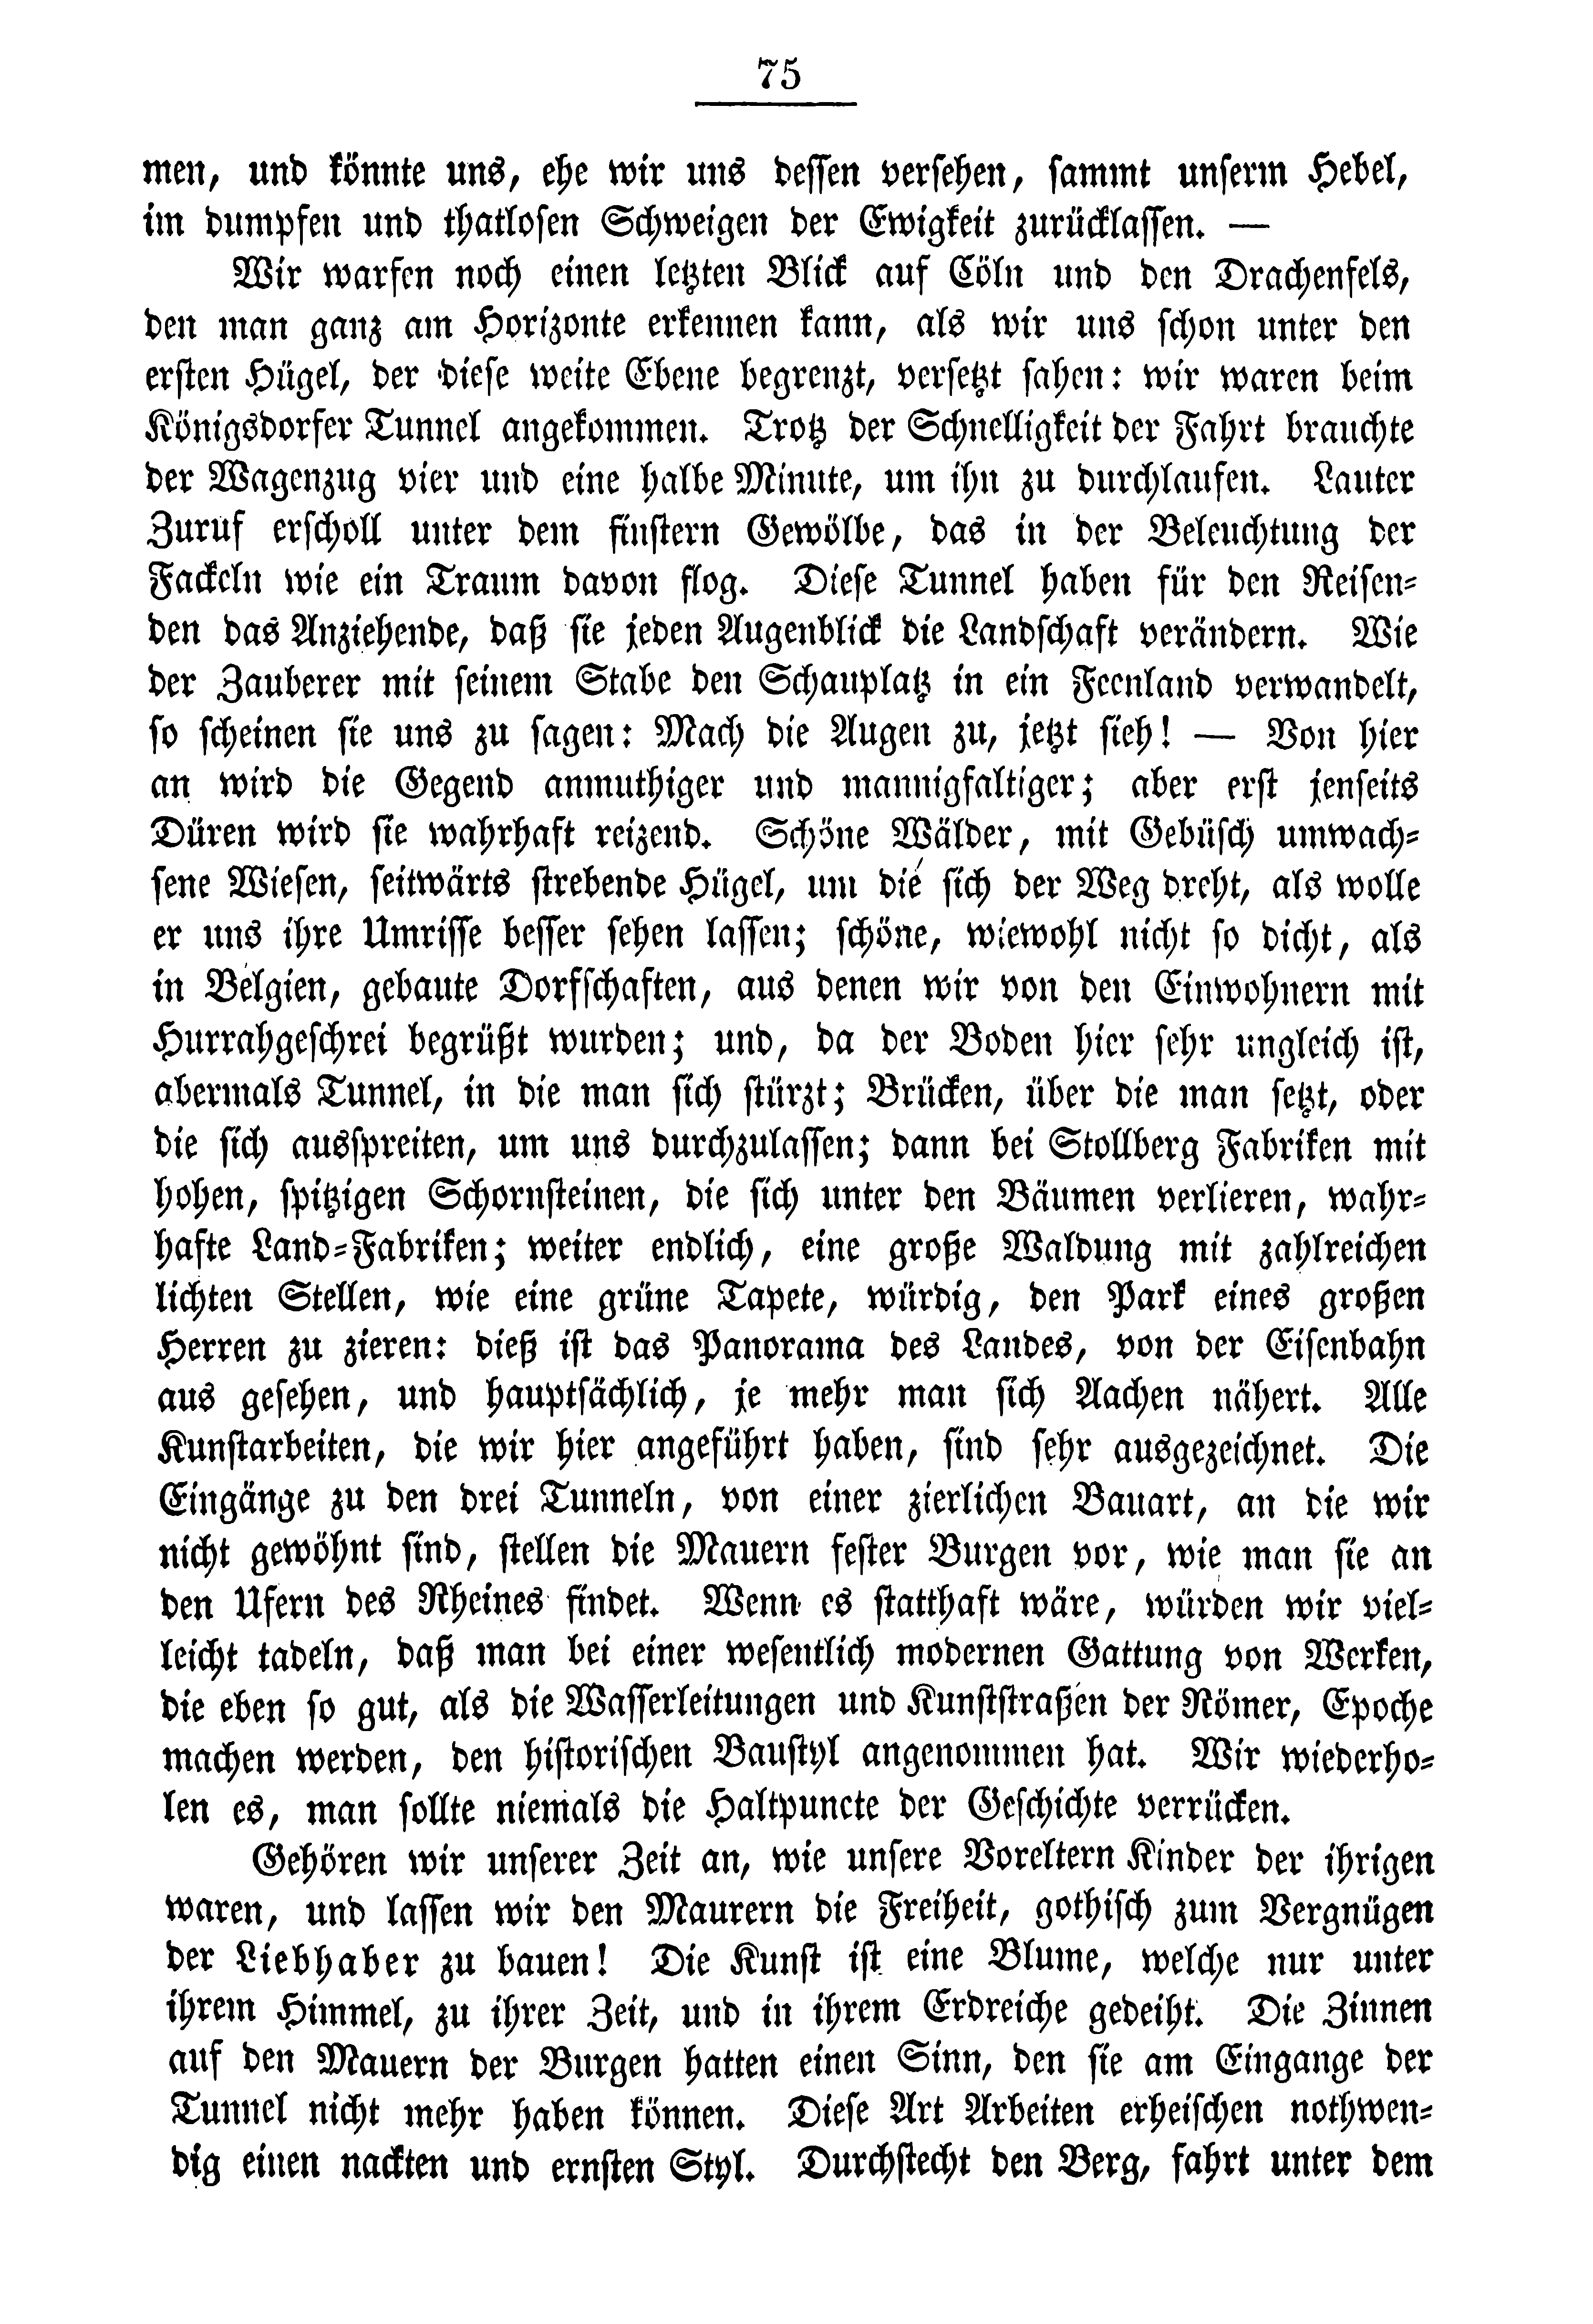 75
men, und könnte uns, ehe wir uns dessen versehen, sammt unserm Hebel,
im dumpfen und thatlosen Schweigen der Ewigkeit zurücklassen. —
Wir warfen noch einen letzten Blick auf Cöln und den Drachenfels,
den man ganz am Horizonte erkennen kann, als wir uns schon unter den
ersten Hügel, der diese weite Ebene begrenzt, versetzt sahen: wir waren beim
Königsdorfer Tunnel angekommen. Trotz der Schnelligkeit der Fahrt brauchte
der Wagenzug vier und eine halbe Minute, um ihn zu durchlaufen. Lauter
Zuruf erscholl unter dem finstern Gewölbe, das in der Beleuchtung der
Fackeln wie ein Traum davon flog. Diese Tunnel haben für den Reisen-
den das Anziehende, daß sie jeden Augenblick die Landschaft verändern. Wie
der Zauberer mit seinem Stabe den Schauplatz in ein Feenland verwandelt,
so scheinen sie uns zu sagen: Mach die Augen zu, jetzt sieh! — Von hier
an wird die Gegend anmuthiger und mannigfaltiger; aber erst jenseits
Düren wird sie wahrhaft reizend. Schöne Wälder, mit Gebüsch umwach-
sene Wiesen, seitwärts strebende Hügel, um die sich der Weg dreht, als wolle
er uns ihre Umrisse besser sehen lassen; schöne, wiewohl nicht so dicht, als
in Belgien, gebaute Dorfschaften, aus denen wir von den Einwohnern mit
Hurrahgeschrei begrüßt wurden; und, da der Boden hier sehr ungleich ist,
abermals Tunnel, in die man sich stürzt; Brücken, über die man setzt, oder
die sich ausspreiten, um uns durchzulassen; dann bei Stollberg Fabriken mit
hohen, spitzigen Schornsteinen, die sich unter den Bäumen verlieren, wahr-
hafte Land-Fabriken; weiter endlich, eine große Waldung mit zahlreichen
lichten Stellen, wie eine grüne Tapete, würdig, den Park eines großen
Herren zu zieren: dieß ist das Panorama des Landes, von der Eisenbahn
aus gesehen, und hauptsächlich, je mehr man sich Aachen nähert. Alle
Kunstarbeiten, die wir hier angeführt haben, sind sehr ausgezeichnet. Die
Eingänge zu den drei Tunneln, von einer zierlichen Bauart, an die wir
nicht gewöhnt sind, stellen die Mauern fester Burgen vor, wie man sie an
den Ufern des Rheines findet. Wenn es statthaft wäre, würden wir viel-
leicht tadeln, daß man bei einer wesentlich modernen Gattung von Werken,
die eben so gut, als die Wasserleitungen und Kunststraßen der Römer, Epoche
machen werden, den historischen Baustyl angenommen hat. Wir wiederho-
len es, man sollte niemals die Haltpuncte der Geschichte verrücken.
Gehören wir unserer Zeit an, wie unsere Voreltern Kinder der ihrigen
waren, und lassen wir den Maurern die Freiheit, gothisch zum Vergnügen
der Liebhaber zu bauen! Die Kunst ist eine Blume, welche nur unter
ihrem Himmel, zu ihrer Zeit, und in ihrem Erdreiche gedeiht. Die Zinnen
auf den Mauern der Burgen hatten einen Sinn, den sie am Eingange der
Tunnel nicht mehr haben können. Diese Art Arbeiten erheischen nothwen-
dig einen nackten und ernsten Styl. Durchstecht den Berg, fahrt unter dem